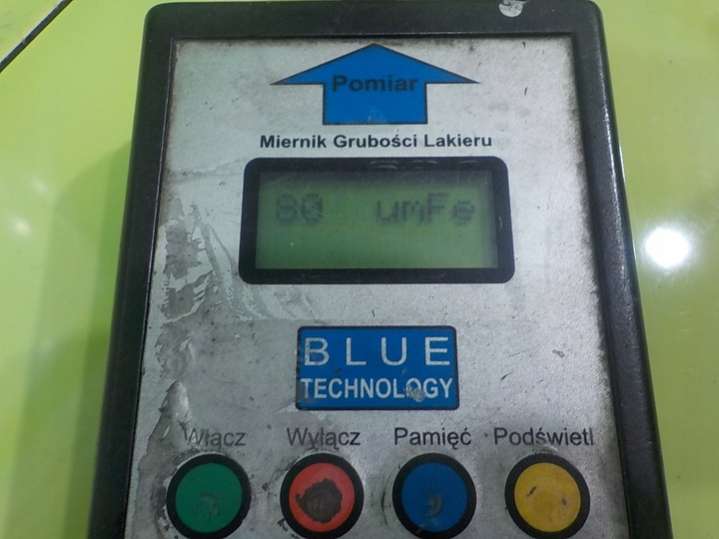 Pomiar
Miernik Grubości Lakieru
80 umFe
BLUE
TECHNOLOGY
Włącz Wyłącz Pamięć Podświetl